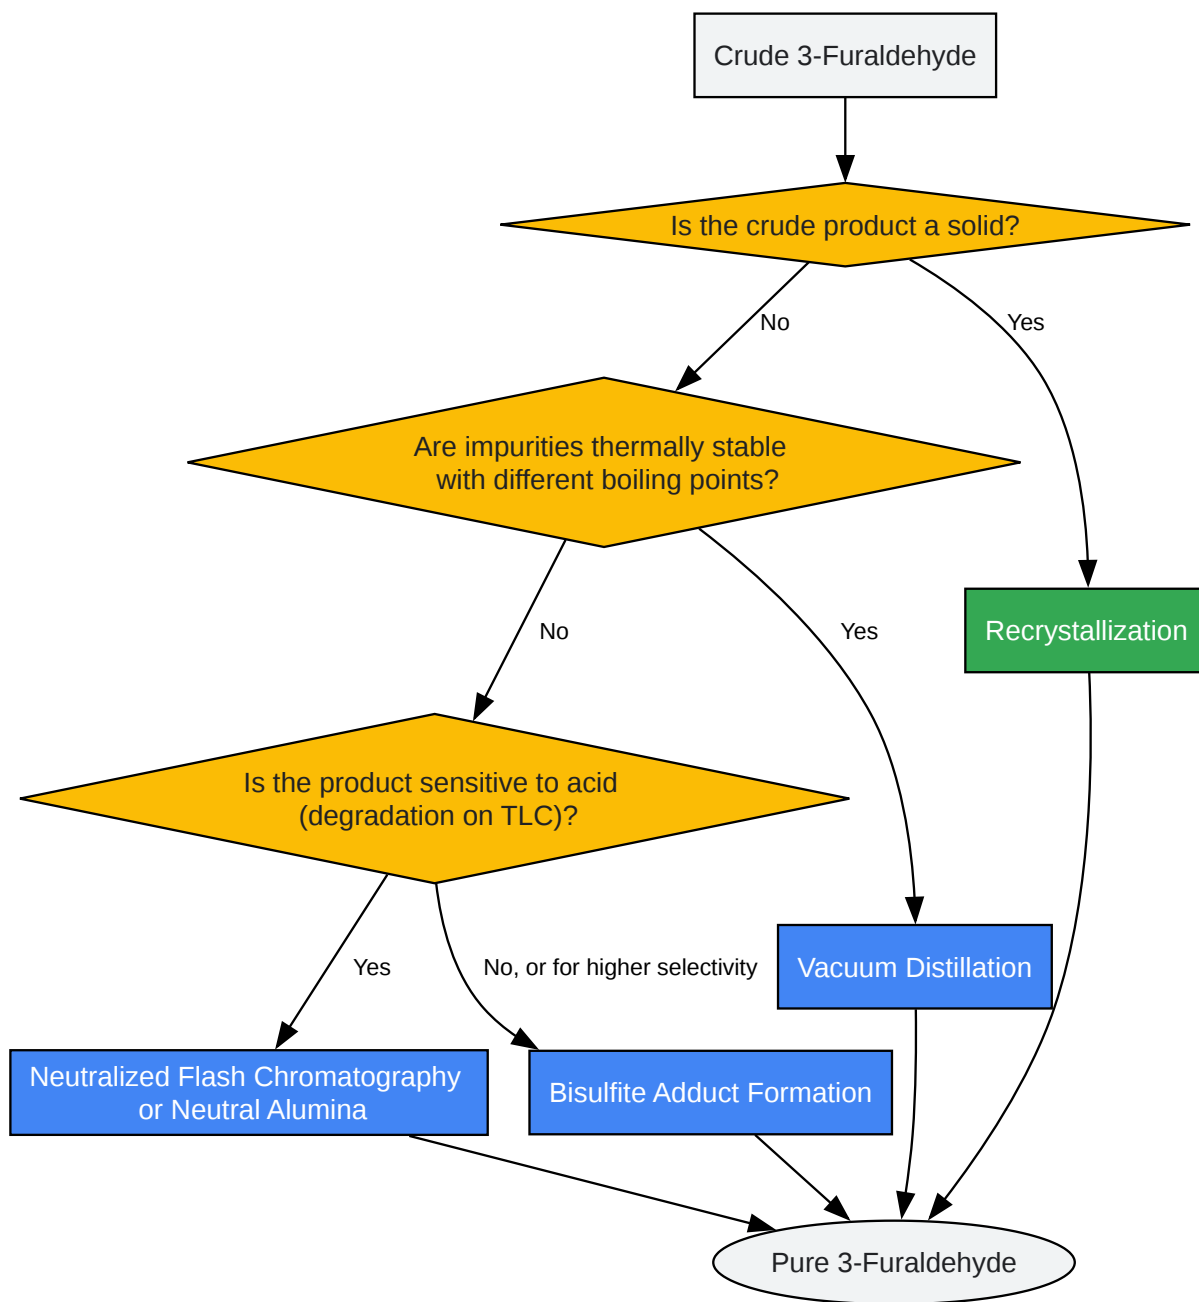 Crude 3-Furaldehyde
Is the crude product a solid?
No
Yes
Are impurities thermally stable
with different boiling points?
No
Yes
Recrystallization
Is the product sensitive to acid
(degradation on TLC)?
Yes
No, or for higher selectivity
Vacuum Distillation
Neutralized Flash Chromatography
or Neutral Alumina
Bisulfite Adduct Formation
Pure 3-Furaldehyde